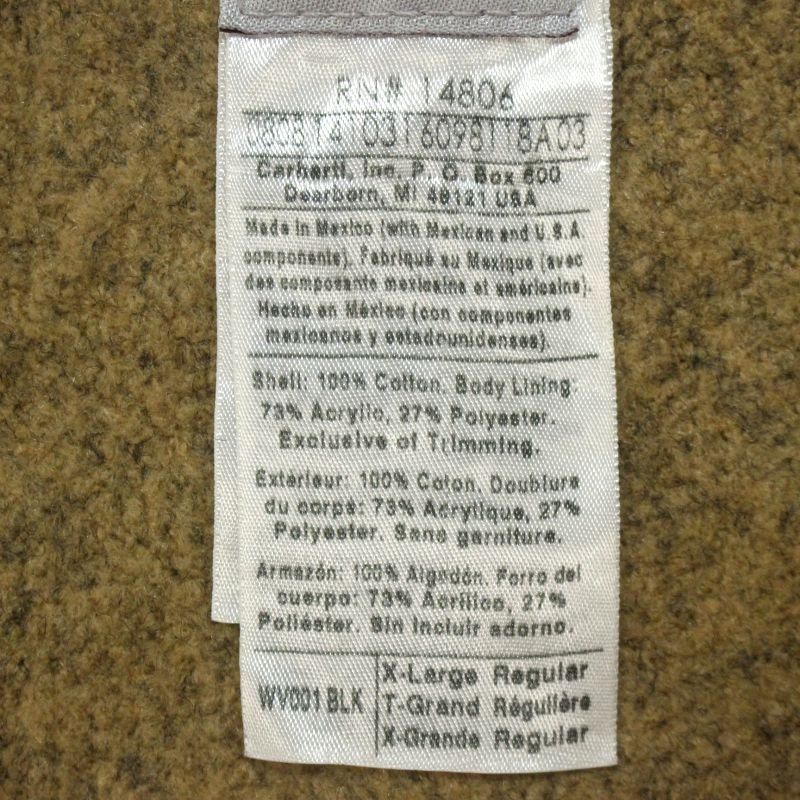 RN# 14806
0808141031609811 8A03
Carhartt, Inc. P. O. Box 600
Dearborn, MI 48121 USA
Made in Mexico (with Mexican and U.S.A
components). Fabriqué au Mexique (avec
des composants mexicains et américains).
Hecho en México (con componentes
mexicanos y estadounidenses).
Shell: 100% Cotton. Body Lining:
73% Acrylic, 27% Polyester.
Exclusive of Trimming.
Extérieur: 100% Coton. Doublure
du corps: 73% Acrylique, 27%
Polyester. Sans garniture.
Armazón: 100% Algodón. Forro del
cuerpo: 73% Acrílico, 27%
Poliéster. Sin incluir adorno.
WV001 BLK
X-Large Regular
T-Grand Régulière
X-Grande Regular